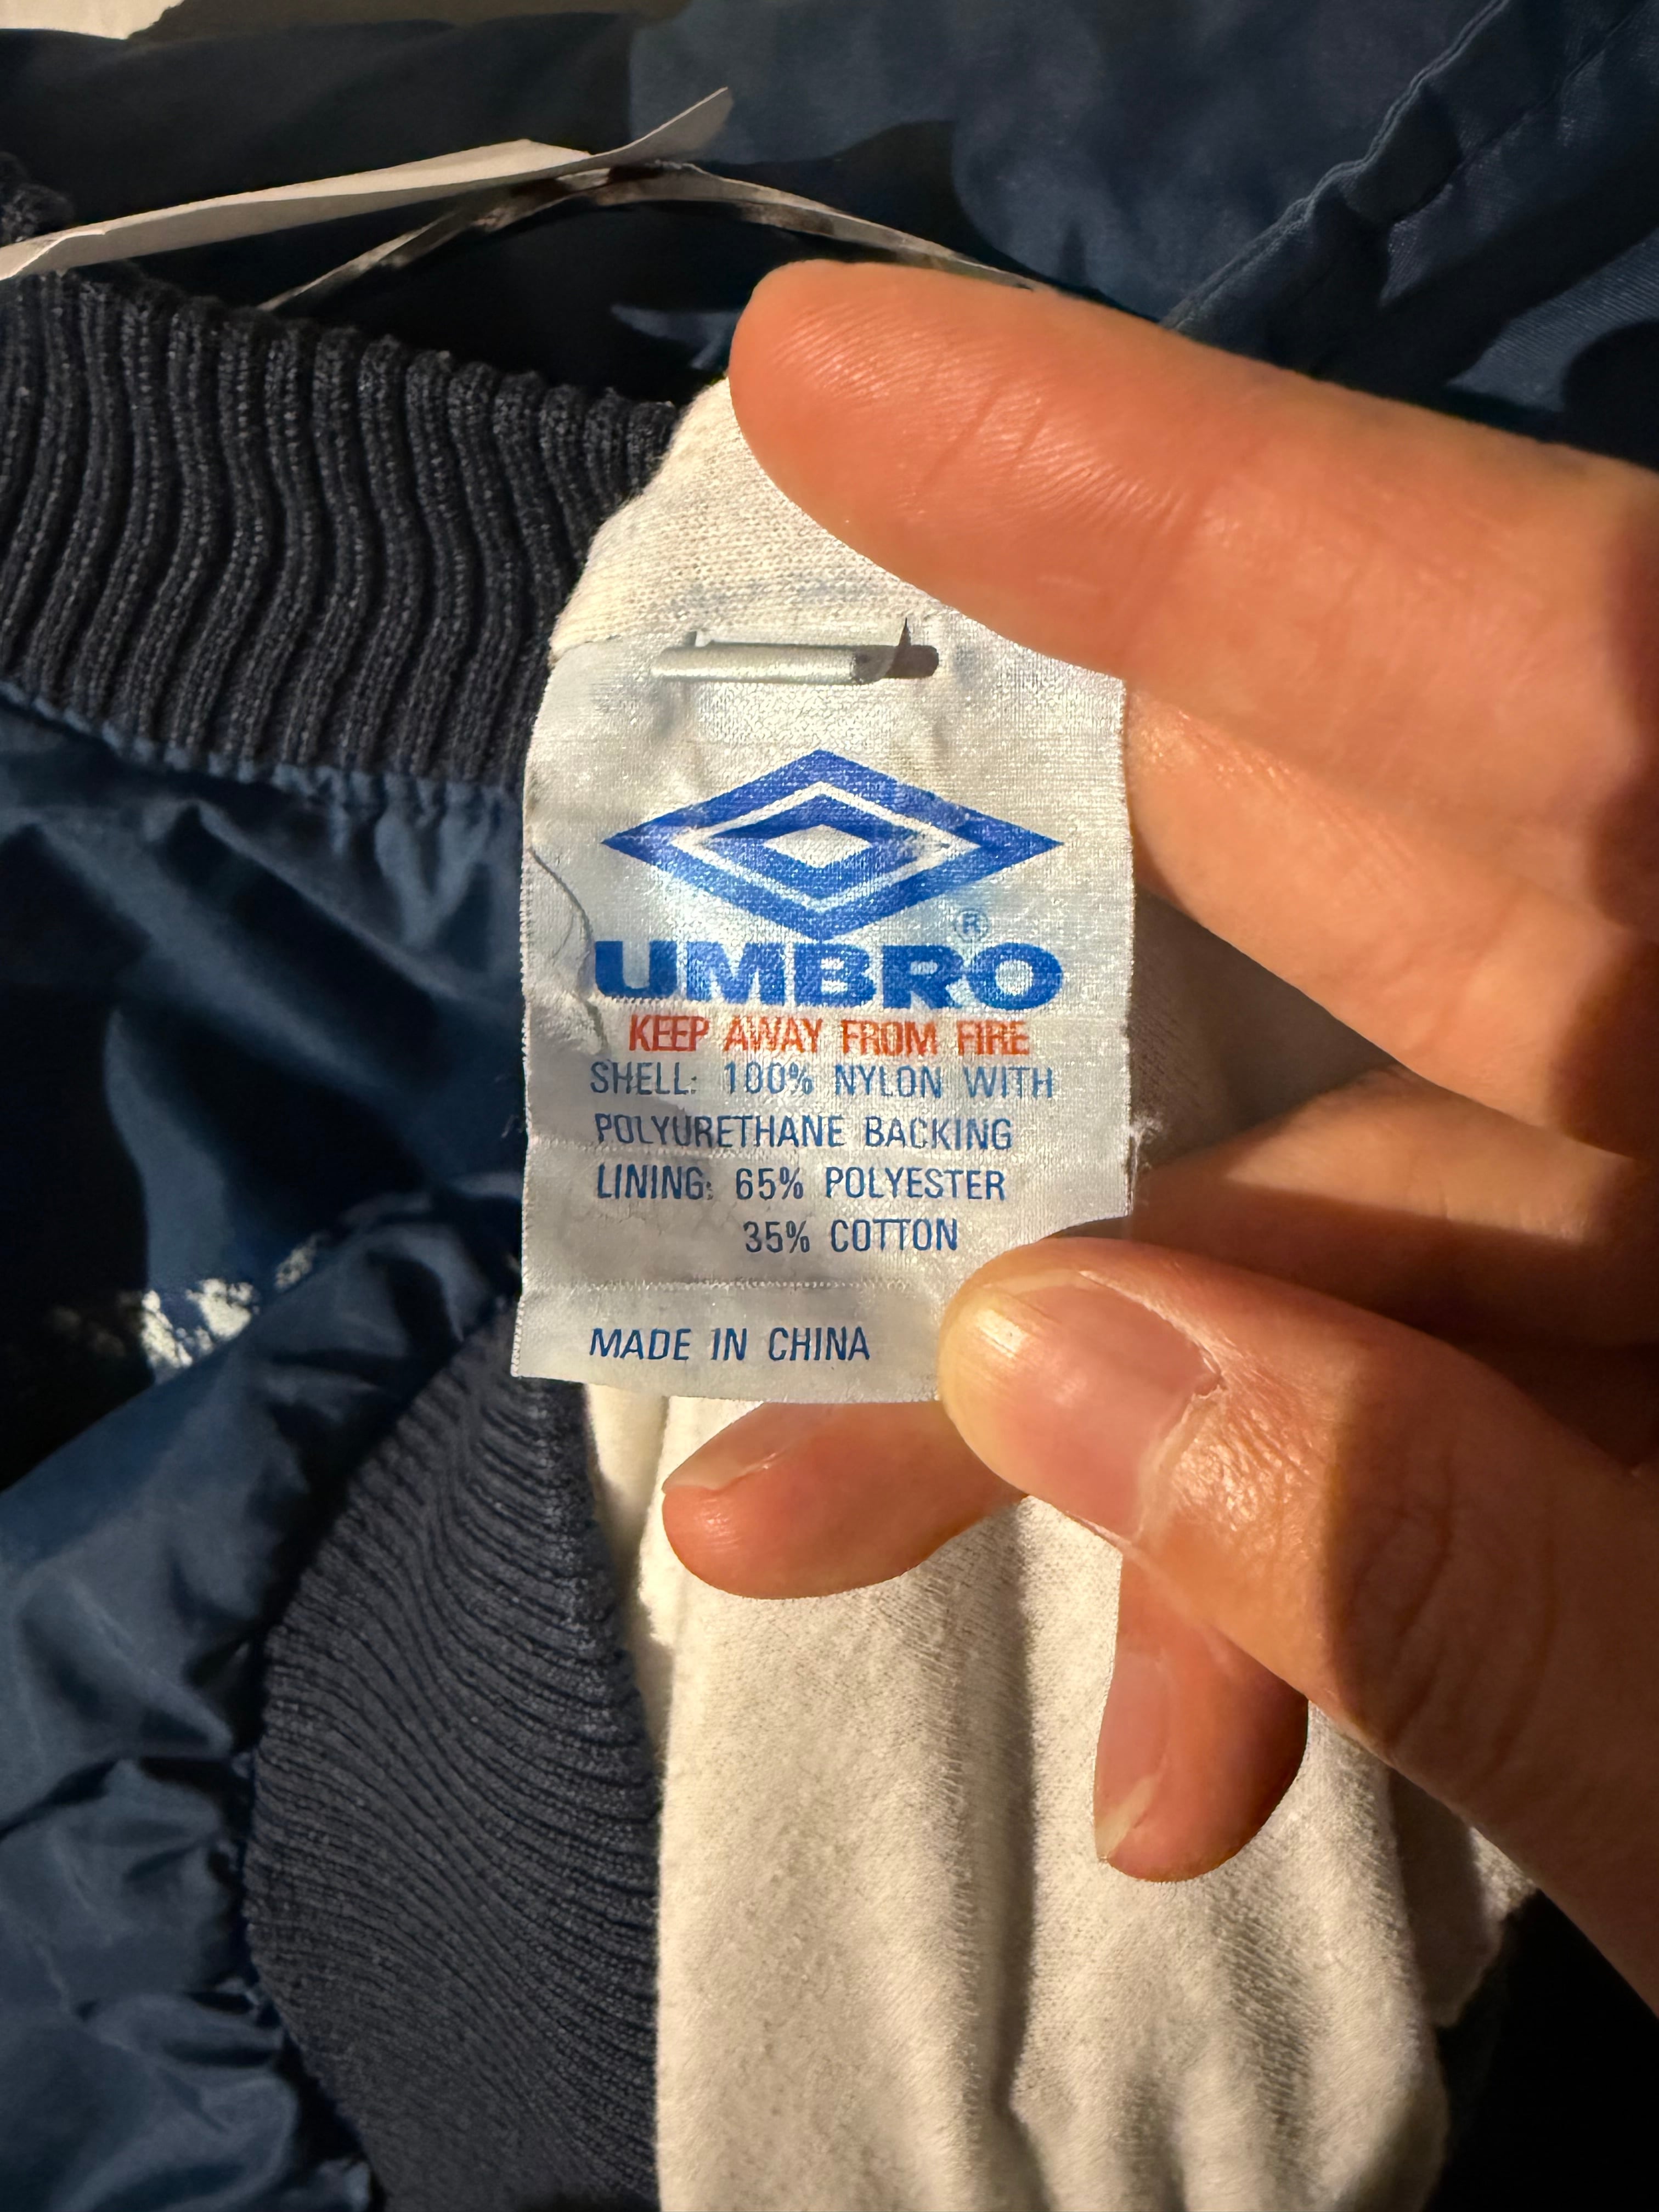 ®
UMBRO
KEEP AWAY FROM FIRE
SHELL: 100% NYLON WITH
POLYURETHANE BACKING
LINING: 65% POLYESTER
35% COTTON
MADE IN CHINA